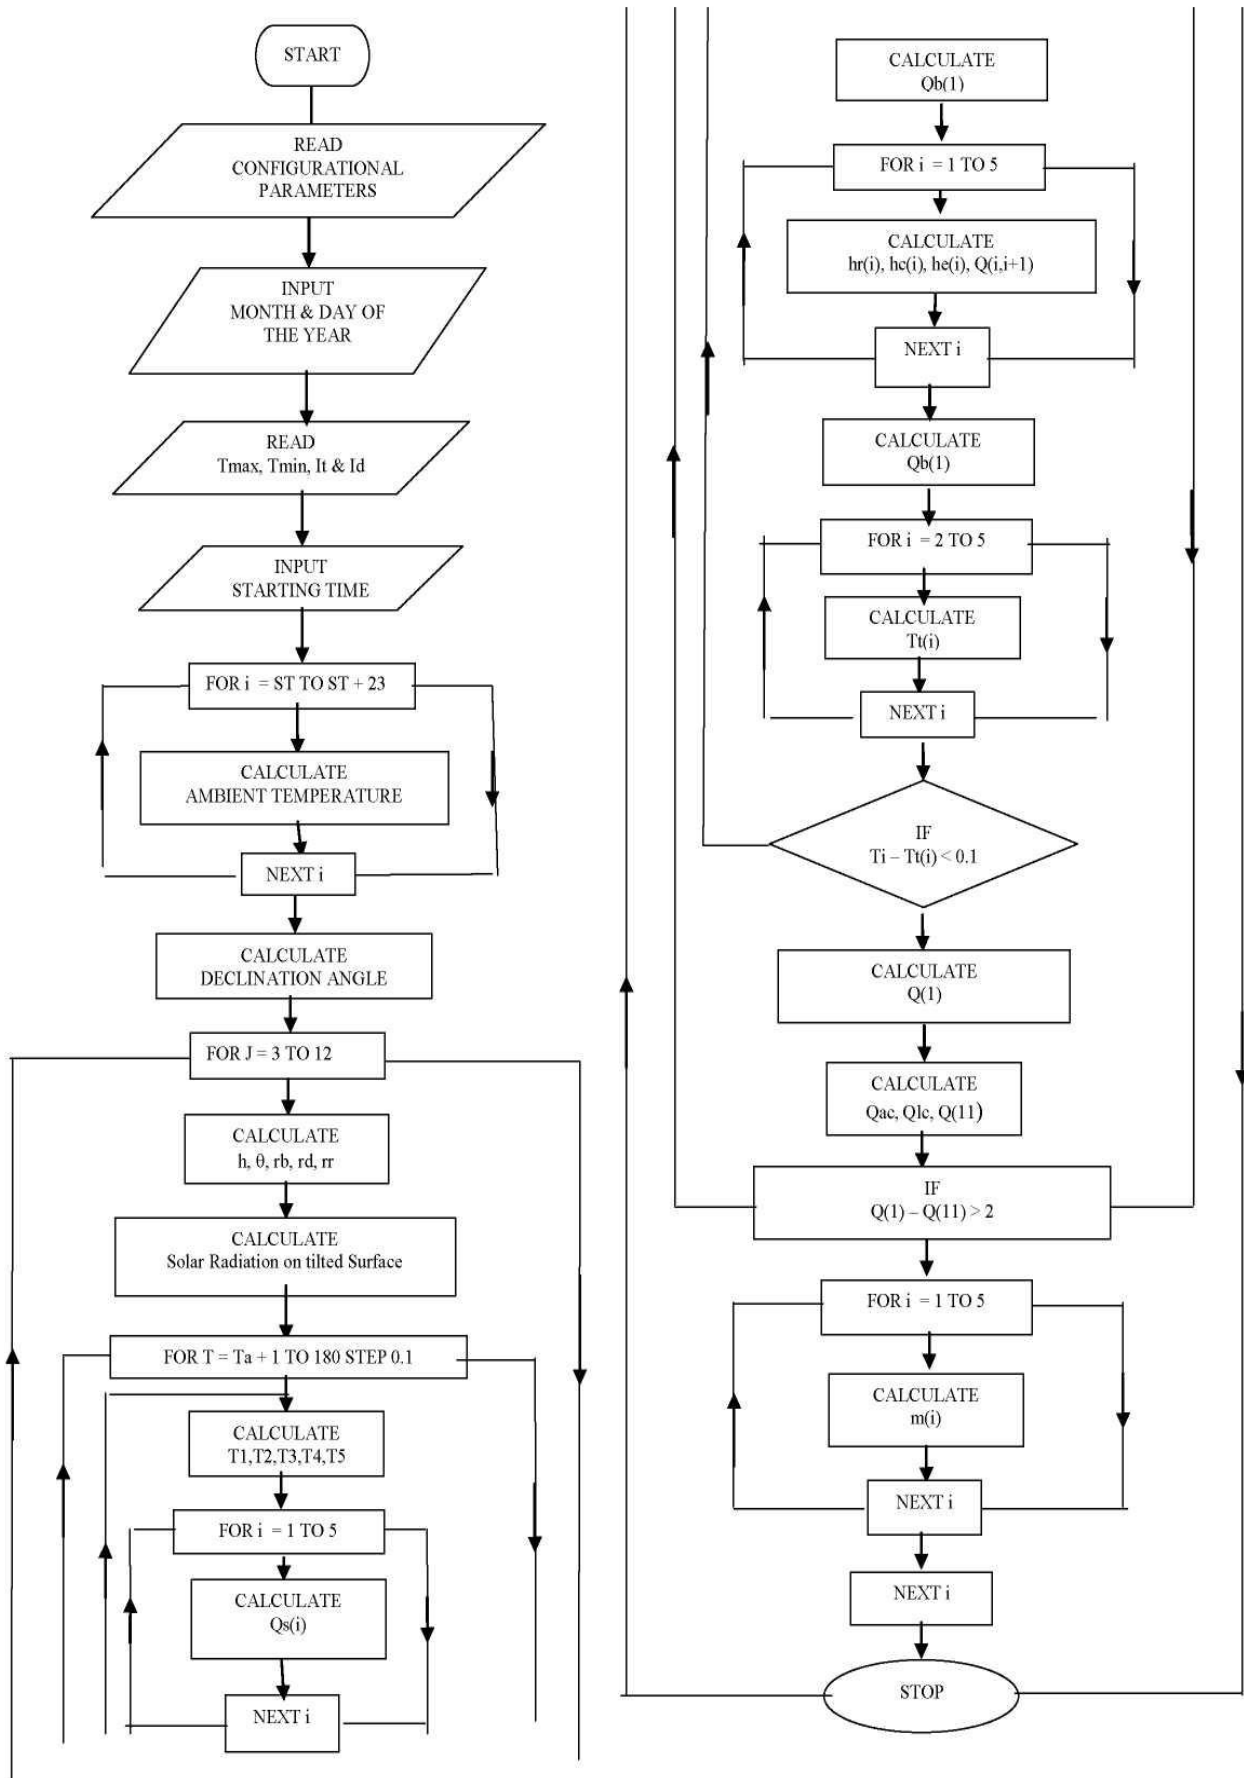 START
READ
CONFIGURATIONAL
PARAMETERS
INPUT
MONTH & DAY OF
THE YEAR
READ
Tmax, Tmin, It & Id
INPUT
STARTING TIME
FOR i = ST TO ST + 23
CALCULATE
AMBIENT TEMPERATURE
NEXT i
CALCULATE
DECLINATION ANGLE
FOR J = 3 TO 12
CALCULATE
h, θ, rb, rd, rr
CALCULATE
Solar Radiation on tilted Surface
FOR T = Ta + 1 TO 180 STEP 0.1
CALCULATE
T1,T2,T3,T4,T5
FOR i = 1 TO 5
CALCULATE
Qs(i)
NEXT i
CALCULATE
Qb(1)
FOR i = 1 TO 5
CALCULATE
hr(i), hc(i), he(i), Q(i,i+1)
NEXT i
CALCULATE
Qb(1)
FOR i = 2 TO 5
CALCULATE
Tt(i)
NEXT i
IF
Ti – Tt(i) < 0.1
CALCULATE
Q(1)
CALCULATE
Qac, Qlc, Q(11)
IF
Q(1) – Q(11) > 2
FOR i = 1 TO 5
CALCULATE
m(i)
NEXT i
NEXT i
STOP